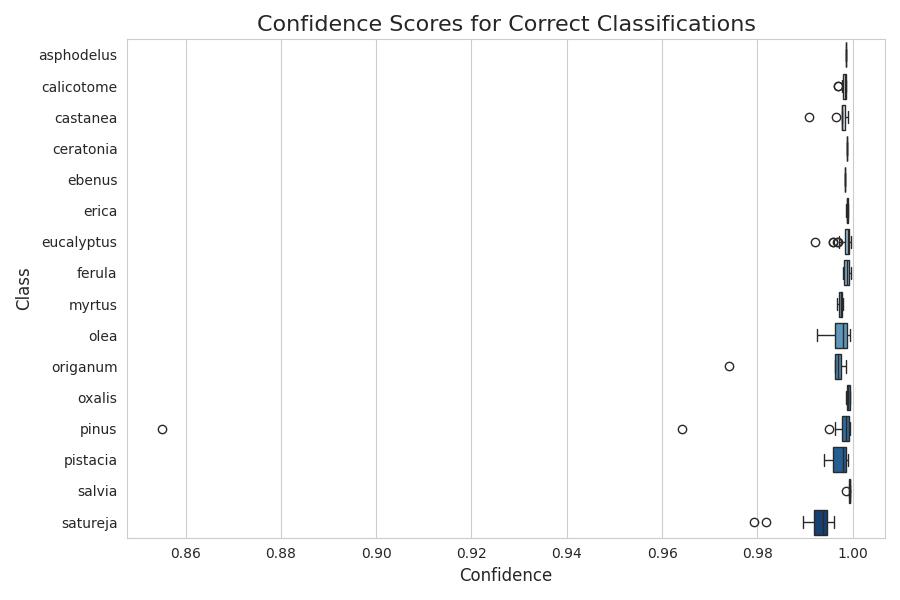 Confidence Scores for Correct Classifications
asphodelus
calicotome
castanea
ceratonia
ebenus
erica
eucalyptus
ferula
myrtus
olea
origanum
oxalis
pinus
pistacia
salvia
satureja
Class
0.86 0.88 0.90 0.92 0.94 0.96 0.98 1.00
Confidence